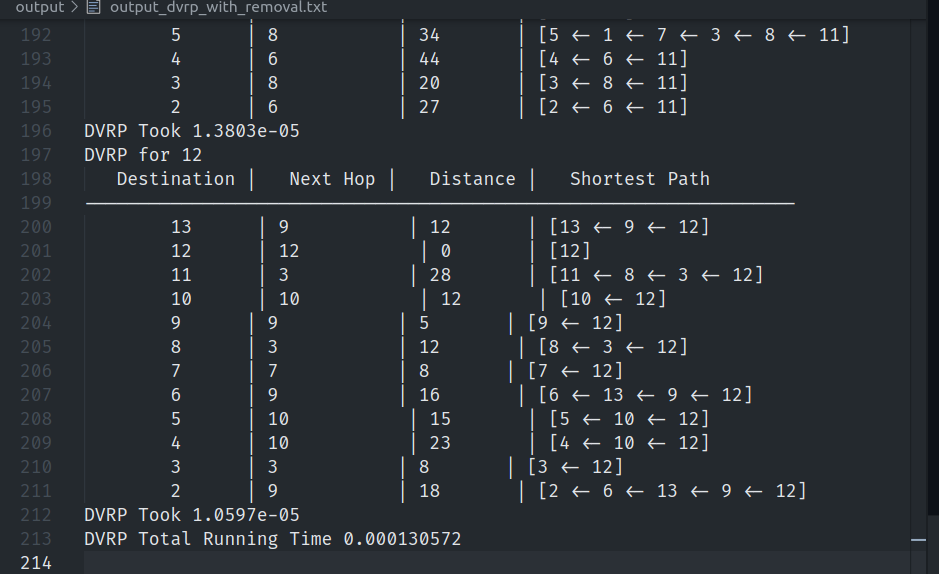 output > output_dvrp_with_removal.txt
192 5 | 8 | 34 | [5 ← 1 ← 7 ← 3 ← 8 ← 11]
193 4 | 6 | 44 | [4 ← 6 ← 11]
194 3 | 8 | 20 | [3 ← 8 ← 11]
195 2 | 6 | 27 | [2 ← 6 ← 11]
196 DVRP Took 1.3803e-05
197 DVRP for 12
198 Destination | Next Hop | Distance | Shortest Path
199 ——————————————————————————————
200 13 | 9 | 12 | [13 ← 9 ← 12]
201 12 | 12 | 0 | [12]
202 11 | 3 | 28 | [11 ← 8 ← 3 ← 12]
203 10 | 10 | 12 | [10 ← 12]
204 9 | 9 | 5 | [9 ← 12]
205 8 | 3 | 12 | [8 ← 3 ← 12]
206 7 | 7 | 8 | [7 ← 12]
207 6 | 9 | 16 | [6 ← 13 ← 9 ← 12]
208 5 | 10 | 15 | [5 ← 10 ← 12]
209 4 | 10 | 23 | [4 ← 10 ← 12]
210 3 | 3 | 8 | [3 ← 12]
211 2 | 9 | 18 | [2 ← 6 ← 13 ← 9 ← 12]
212 DVRP Took 1.0597e-05
213 DVRP Total Running Time 0.000130572
214